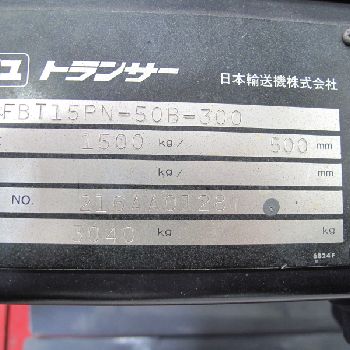 ユ トランサー
日本輸送機株式会社
FBT15PN-50B-300
1500 kg/ 500 mm
kg/ mm
NO.
3040 kg kg